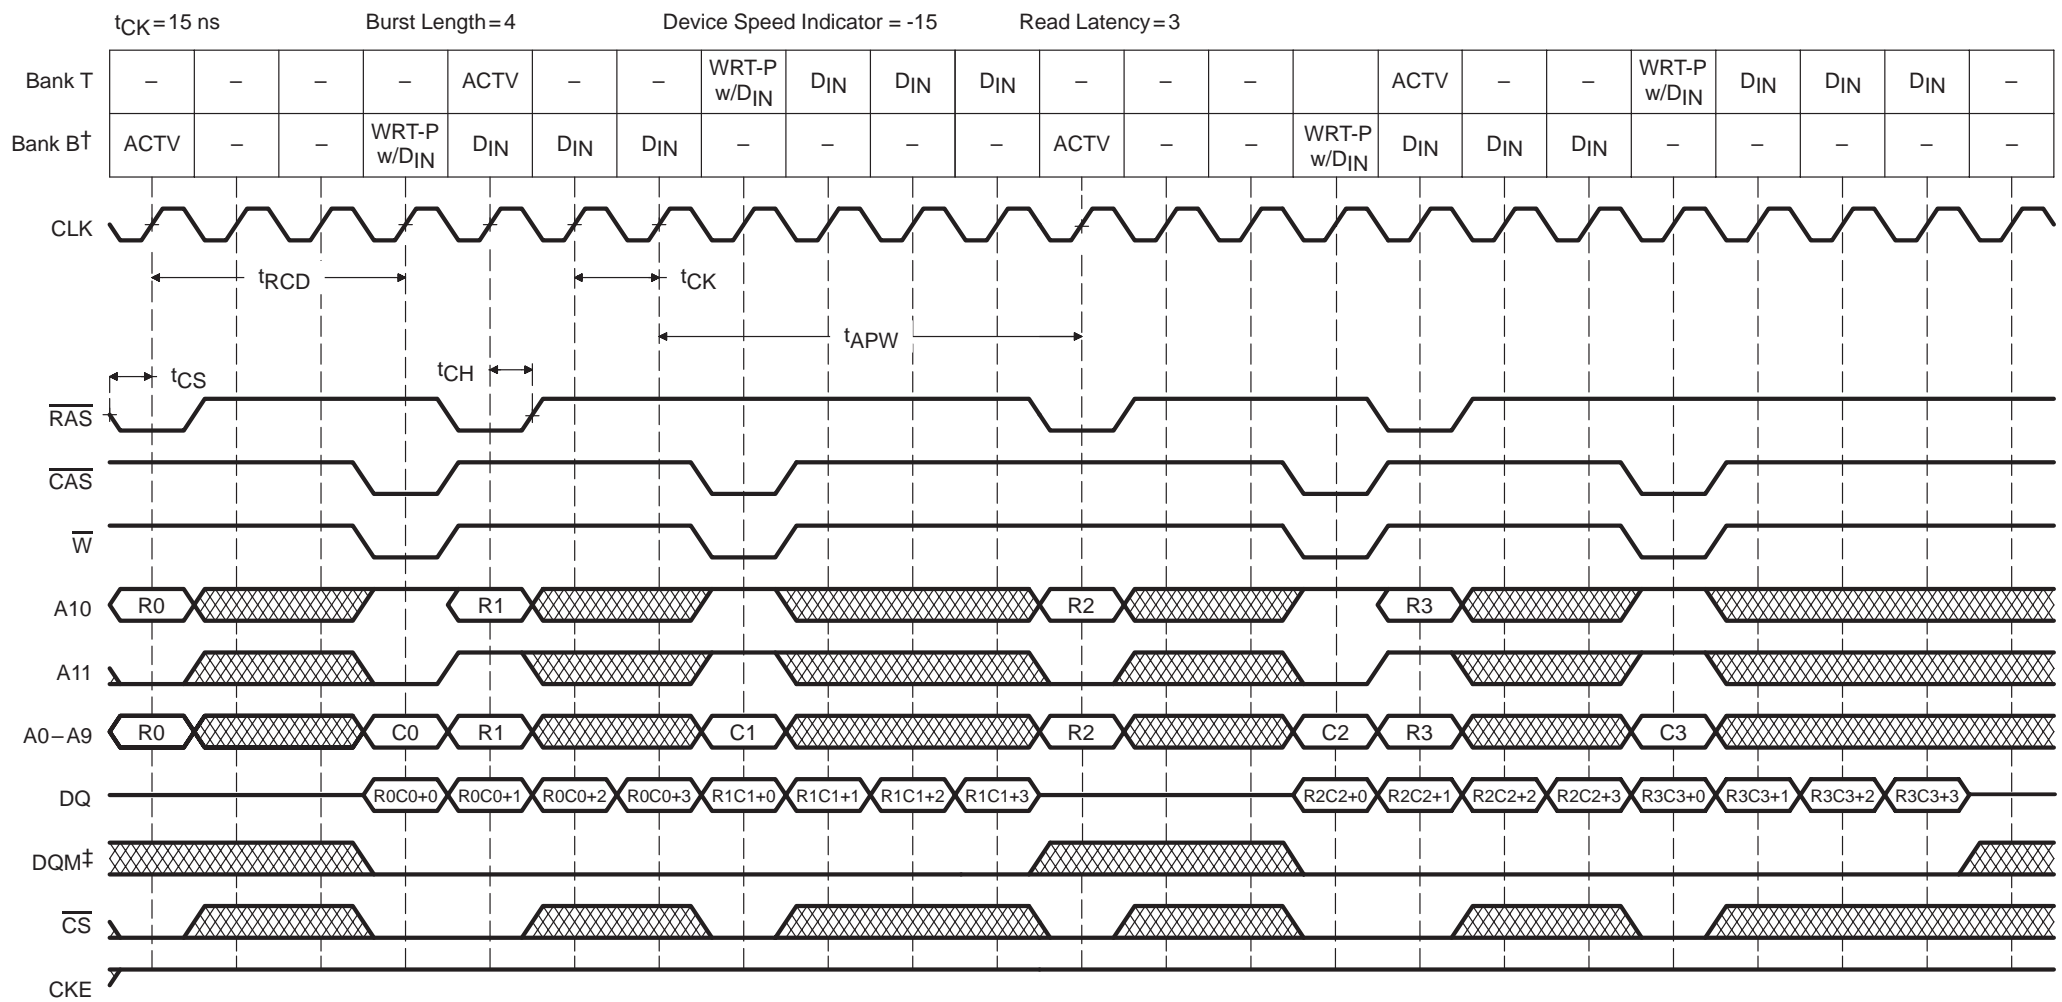 tCK=15 ns Burst Length=4 Device Speed Indicator = -15 Read Latency=3
Bank T – – – – ACTV – – WRT-P w/DIN DIN DIN DIN – – – ACTV – – WRT-P w/DIN DIN DIN DIN –
Bank B† ACTV – – WRT-P w/DIN DIN DIN DIN – – – – ACTV – – WRT-P w/DIN DIN DIN DIN – – – – –
CLK
tRCD tCK
tAPW
tCS tCH
RAS
CAS
W
A10 R0 R1 R2 R3
A11
A0–A9 R0 C0 R1 C1 R2 C2 R3 C3
DQ R0C0+0 R0C0+1 R0C0+2 R0C0+3 R1C1+0 R1C1+1 R1C1+2 R1C1+3 R2C2+0 R2C2+1 R2C2+2 R2C2+3 R3C3+0 R3C3+1 R3C3+2 R3C3+3
DQM‡
CS
CKE